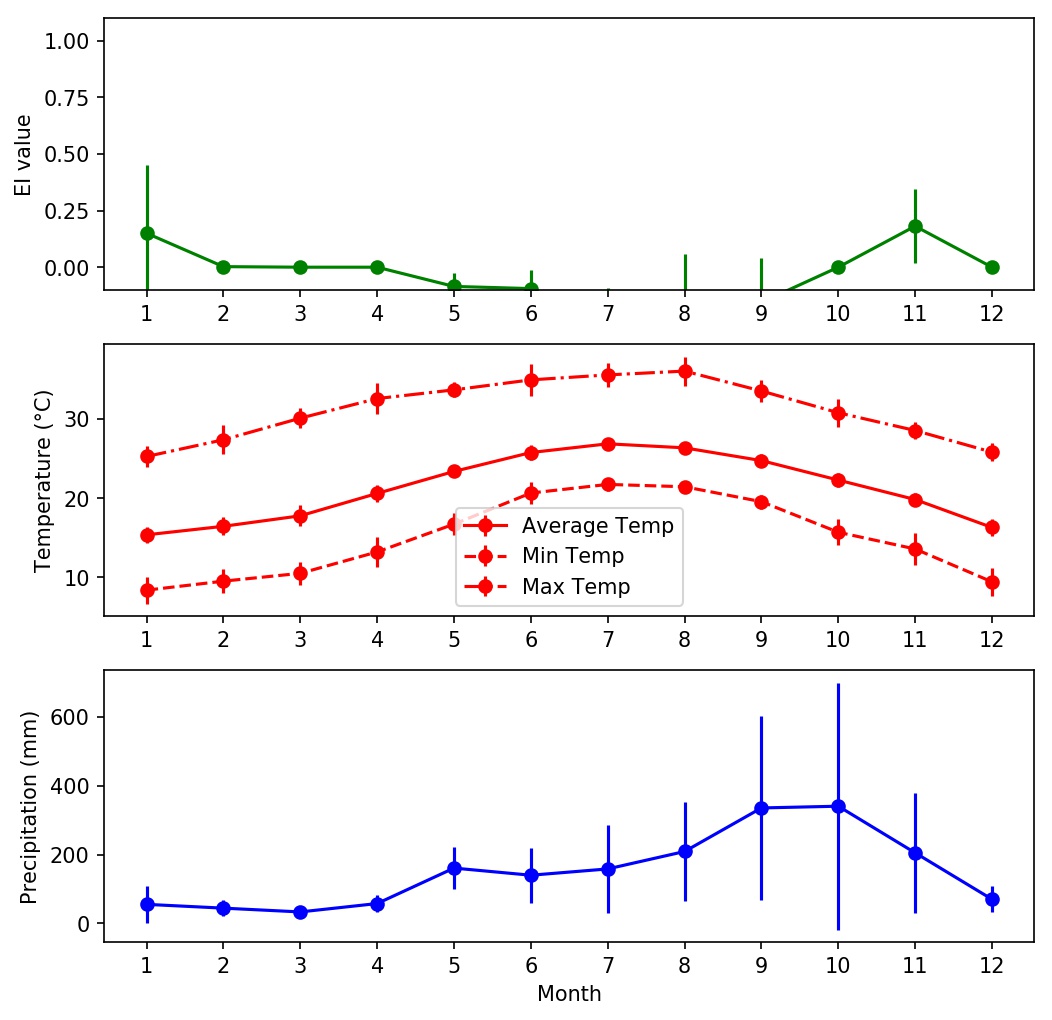 EI value
1.00
0.75
0.50
0.25
0.00
1 2 3 4 5 6 7 8 9 10 11 12
Temperature (°C)
30
20
10
Average Temp
Min Temp
Max Temp
1 2 3 4 5 6 7 8 9 10 11 12
Precipitation (mm)
600
400
200
0
1 2 3 4 5 6 7 8 9 10 11 12
Month